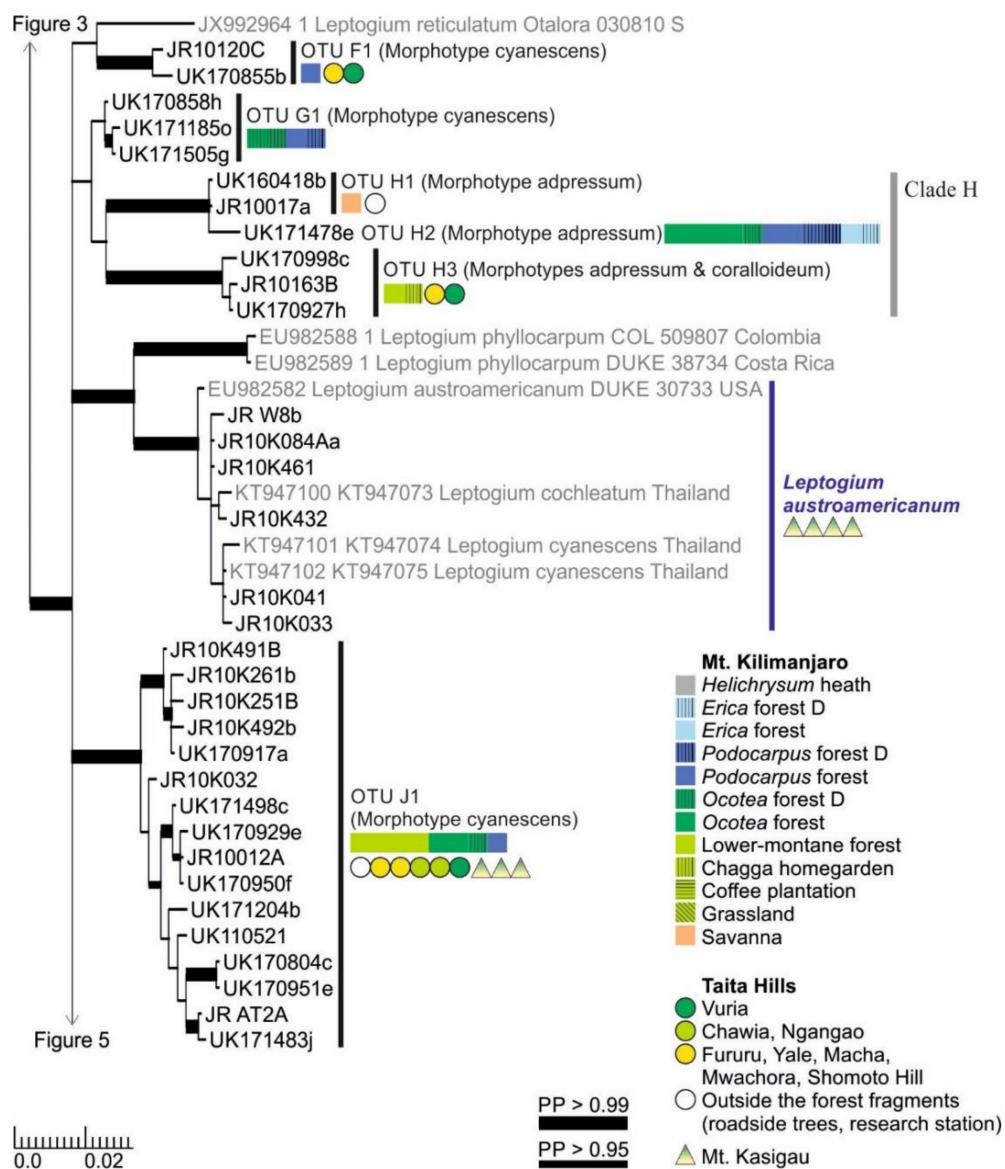 Figure 3
JX992964 1 Leptogium reticulatum Otalora 030810 S
JR10120C
UK170855b
OTU F1 (Morphotype cyanescens)
UK170858h
UK171185o
UK171505g
OTU G1 (Morphotype cyanescens)
UK160418b
JR10017a
OTU H1 (Morphotype adpressum)
UK171478e OTU H2 (Morphotype adpressum)
UK170998c
JR10163B
UK170927h
OTU H3 (Morphotypes adpressum & coralloideum)
Clade H
EU982588 1 Leptogium phyllocarpum COL 509807 Colombia
EU982589 1 Leptogium phyllocarpum DUKE 38734 Costa Rica
EU982582 Leptogium austroamericanum DUKE 30733 USA
JR W8b
JR10K084Aa
JR10K461
KT947100 KT947073 Leptogium cochleatum Thailand
JR10K432
KT947101 KT947074 Leptogium cyanescens Thailand
KT947102 KT947075 Leptogium cyanescens Thailand
JR10K041
JR10K033
Leptogium
austroamericanum
JR10K491B
JR10K261b
JR10K251B
JR10K492b
UK170917a
JR10K032
UK171498c
UK170929e
JR10012A
UK170950f
UK171204b
UK110521
UK170804c
UK170951e
JR AT2A
UK171483j
OTU J1
(Morphotype cyanescens)
Figure 5
0.0 0.02
PP > 0.99
PP > 0.95
Mt. Kilimanjaro
Helichrysum heath
Erica forest D
Erica forest
Podocarpus forest D
Podocarpus forest
Ocotea forest D
Ocotea forest
Lower-montane forest
Chagga homegarden
Coffee plantation
Grassland
Savanna
Taita Hills
Vuria
Chawia, Ngangao
Fururu, Yale, Macha,
Mwachora, Shomoto Hill
Outside the forest fragments
(roadside trees, research station)
Mt. Kasigau